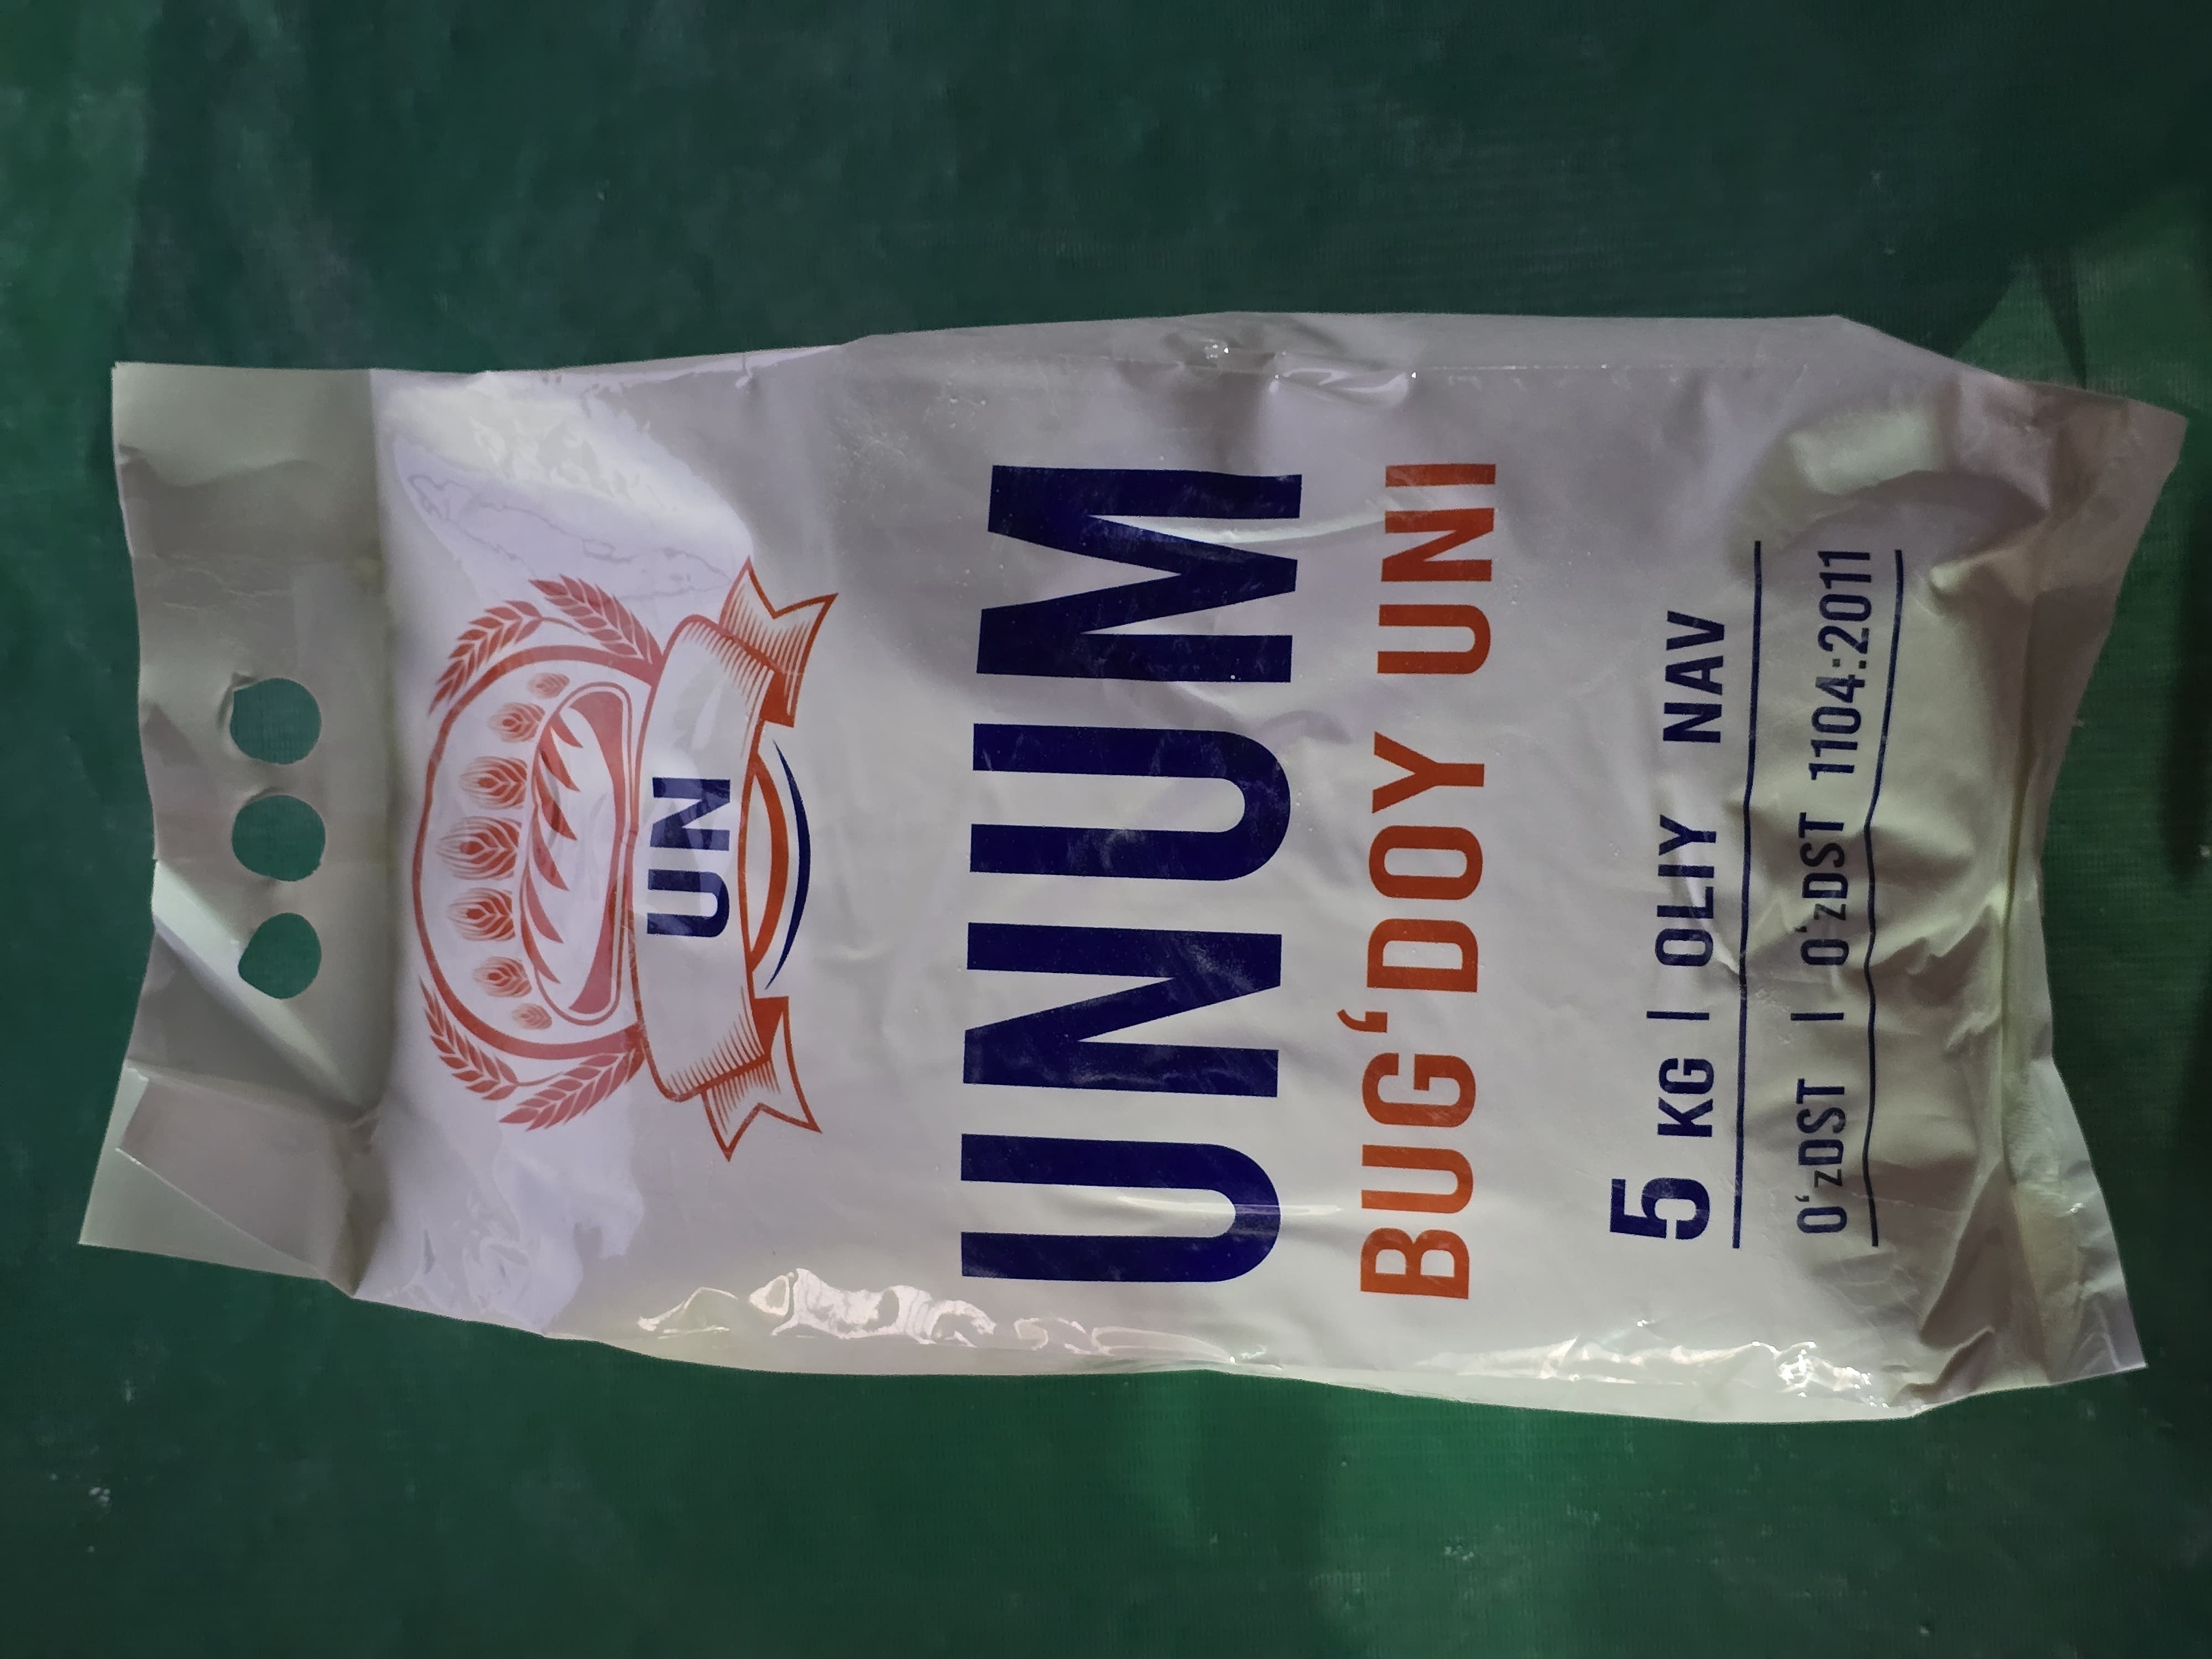 UN
UNUM
BUG‘DOY UNI
5 KG | OLIY NAV
O‘zDST | O‘zDST 1104:2011